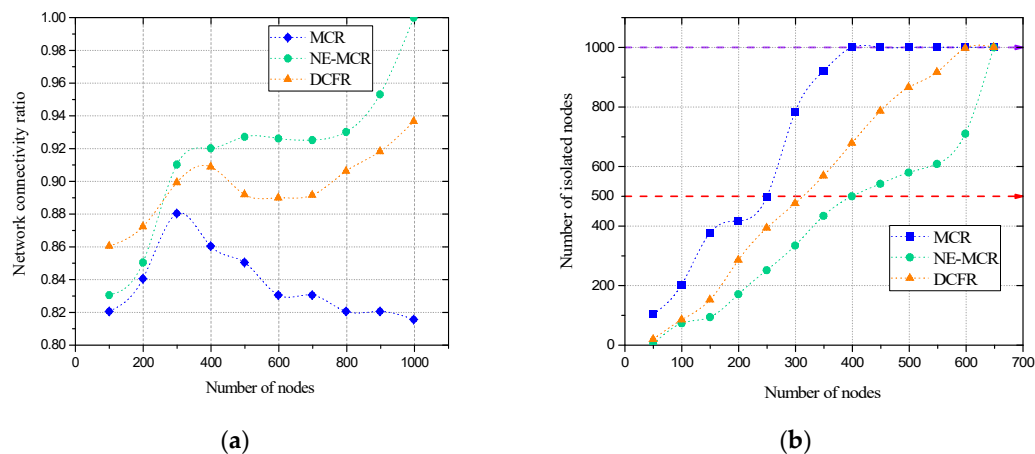 1.00
0.98
0.96
0.94
0.92
0.90
0.88
0.86
0.84
0.82
0.80
Network connectivity ratio
MCR
NE-MCR
DCFR
0
200
400
600
800
1000
Number of nodes
(a)
1000
800
600
500
400
200
0
Number of isolated nodes
MCR
NE-MCR
DCFR
0
100
200
300
400
500
600
700
Number of nodes
(b)